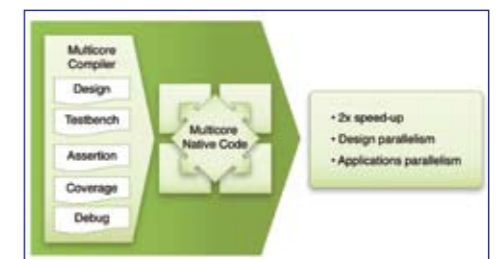 Multicore
Compiler
Design
Testbench
Assertion
Coverage
Debug
Multicore
Native Code
• 2x speed-up
• Design parallelism
• Applications parallelism